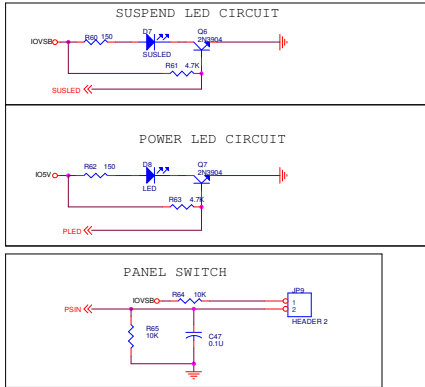 SUSPEND LED CIRCUIT
IOVSB
R60 150
D7
SUSLED
Q6
2N3904
R61 4.7K
SUSLED
POWER LED CIRCUIT
IO5V
R62 150
D8
LED
Q7
2N3904
R63 4.7K
PLED
PANEL SWITCH
IOVSB
R64 10K
JP9
1
2
HEADER 2
PSIN
R65
10K
C47
0.1U